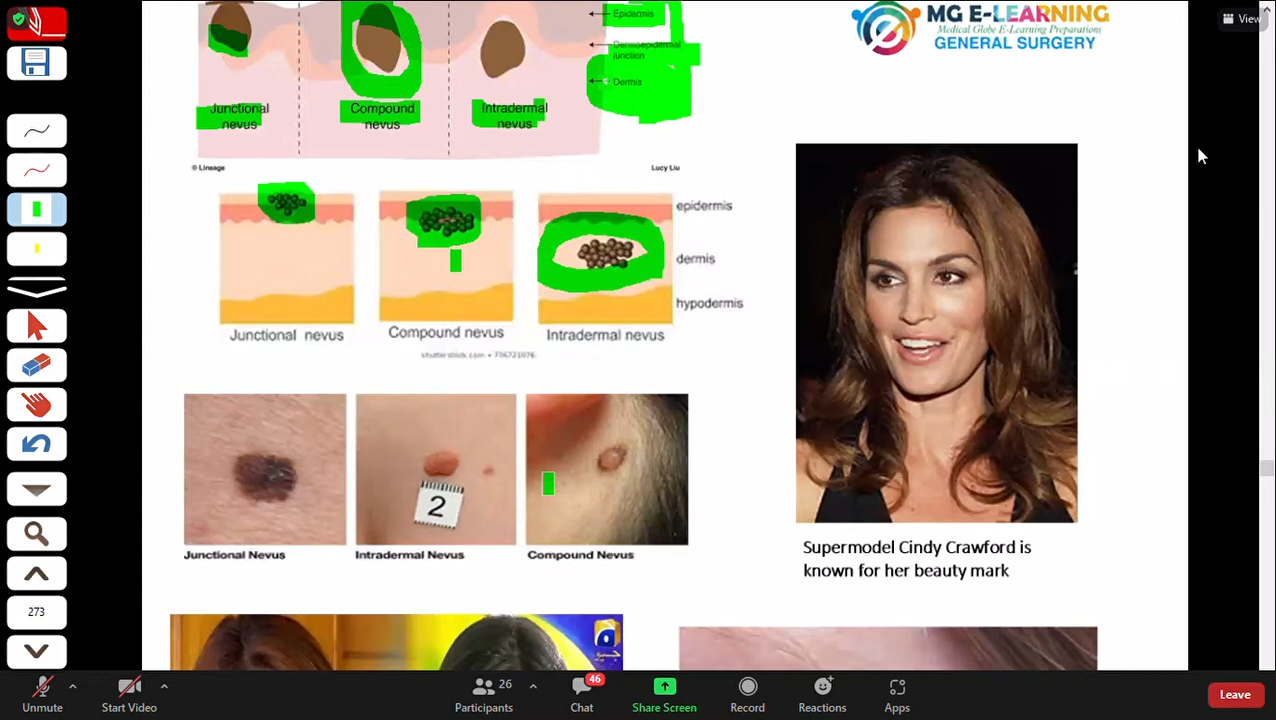 View
MG E-LEARNING
Medical Globe E-Learning Preparations
GENERAL SURGERY
Epidermis
Dermoepidermal
junction
Dermis
Junctional
nevus
Compound
nevus
Intradermal
nevus
© Lineage
Lucy Liu
epidermis
dermis
hypodermis
Junctional nevus
Compound nevus
Intradermal nevus
shutterstock.com • 736721076
2
Junctional Nevus
Intradermal Nevus
Compound Nevus
Supermodel Cindy Crawford is
known for her beauty mark
273
Unmute
Start Video
26
Participants
46
Chat
Share Screen
Record
Reactions
Apps
Leave